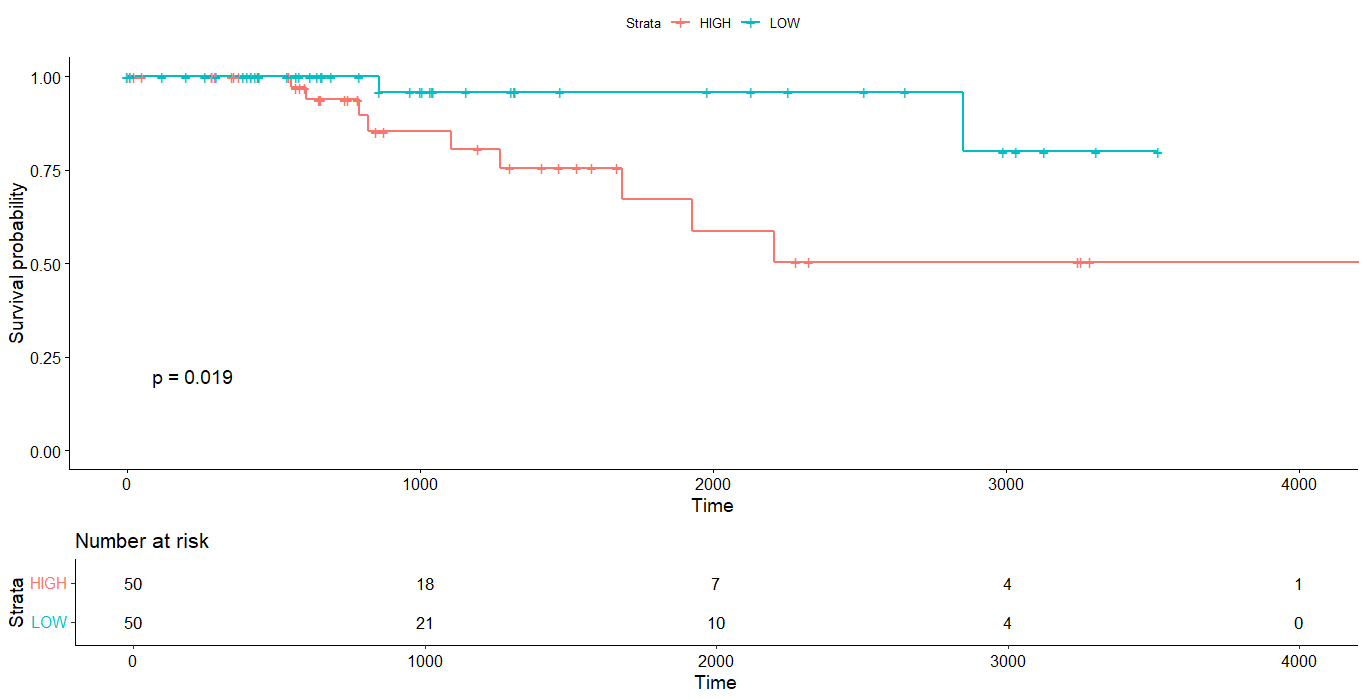 Strata HIGH LOW
1.00
0.75
0.50
0.25
0.00
Survival probability
p = 0.019
0 1000 2000 3000 4000
Time
Number at risk
Strata
HIGH 50 18 7 4 1
LOW 50 21 10 4 0
0 1000 2000 3000 4000
Time